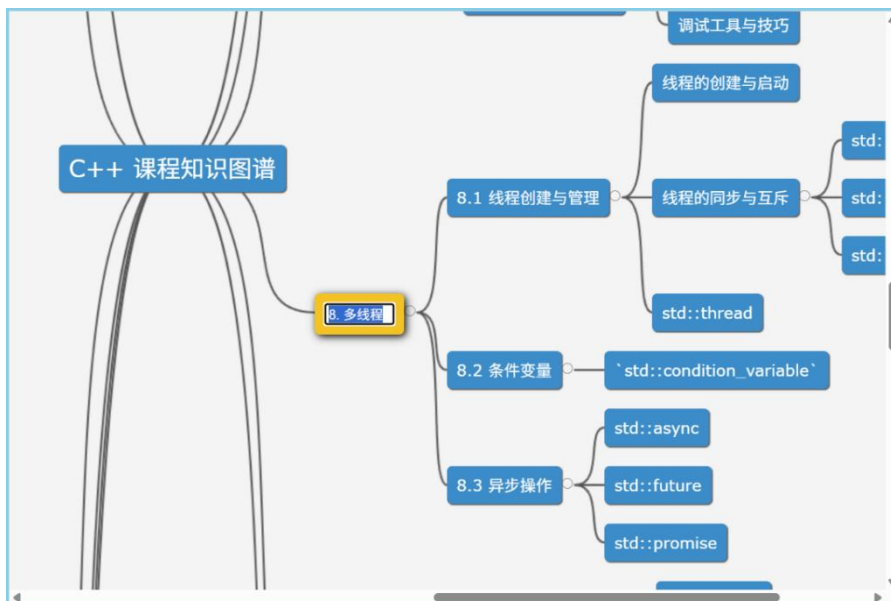 调试工具与技巧
线程的创建与启动
C++ 课程知识图谱
std:
8.1 线程创建与管理
线程的同步与互斥
std:
std:
8. 多线程
std::thread
8.2 条件变量
`std::condition_variable`
std::async
8.3 异步操作
std::future
std::promise